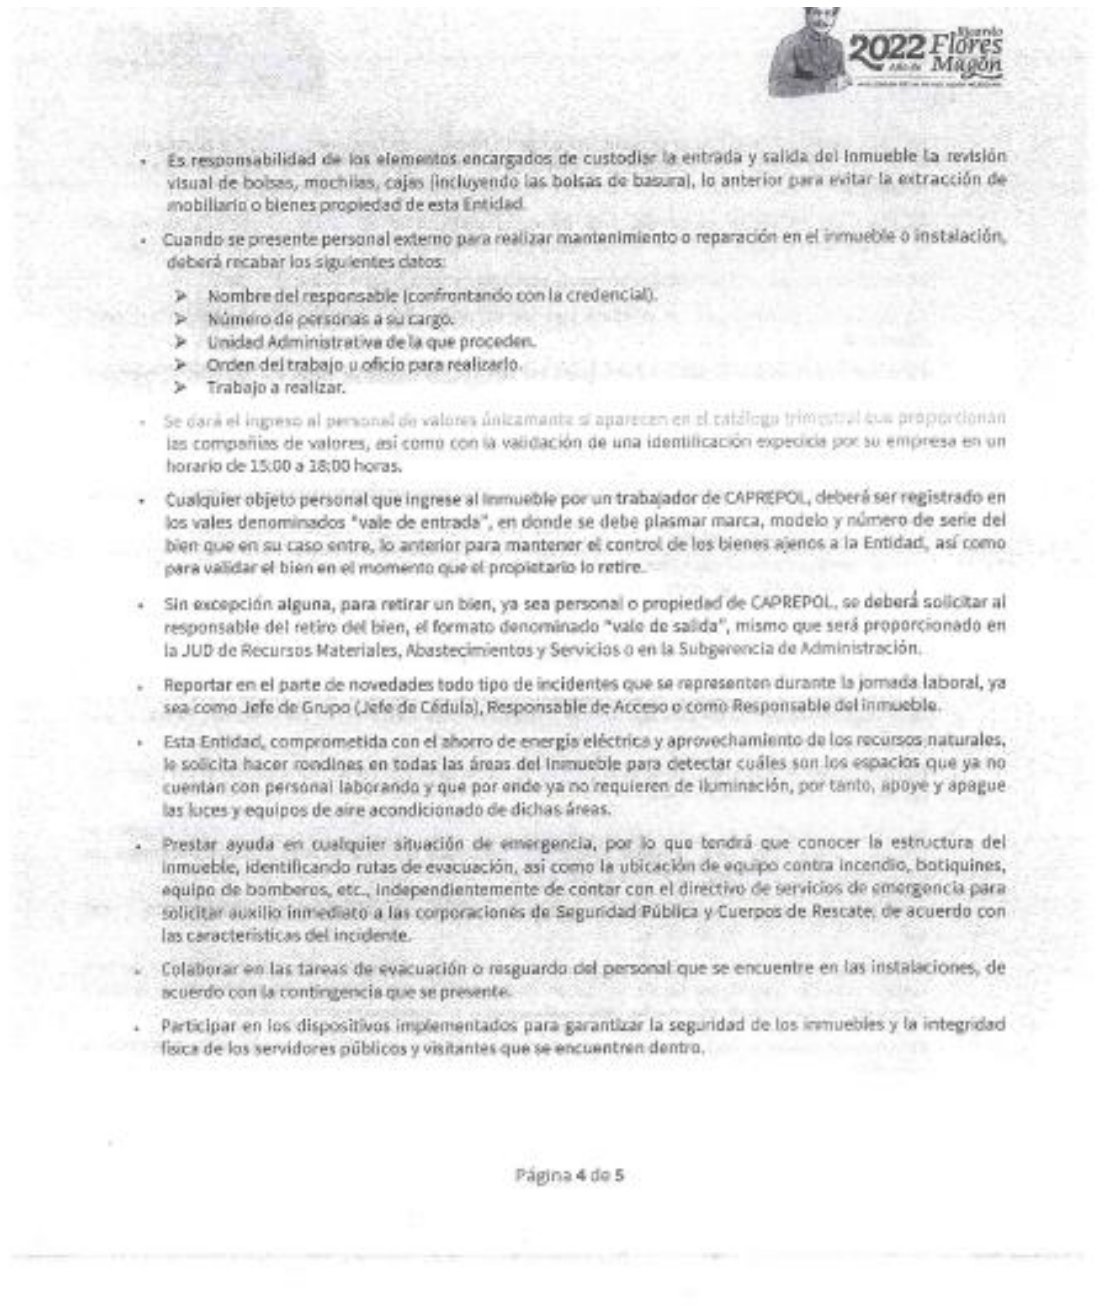 2022 Ricardo
Flores
Año de Magón
• Es responsabilidad de los elementos encargados de custodiar la entrada y salida del Inmueble La revisión
visual de bolsas, mochilas, cajas (incluyendo las bolsas de basura), lo anterior para evitar la extracción de
mobiliario o bienes propiedad de esta Entidad.
• Cuando se presente personal externo para realizar mantenimiento o reparación en el inmueble o instalación,
deberá recabar los siguientes datos:
➢ Nombre del responsable (confrontando con la credencial).
➢ Número de personas a su cargo.
➢ Unidad Administrativa de la que proceden.
➢ Orden del trabajo u oficio para realizarlo.
➢ Trabajo a realizar.
• Se dará el ingreso al personal de valores únicamente si aparecen en el catálogo trimestral que proporcionan
las compañías de valores, así como con la validación de una identificación expedida por su empresa en un
horario de 15:00 a 18:00 horas.
• Cualquier objeto personal que ingrese al Inmueble por un trabajador de CAPREPOL, deberá ser registrado en
los vales denominados "vale de entrada", en donde se debe plasmar marca, modelo y número de serie del
bien que en su caso entre, lo anterior para mantener el control de los bienes ajenos a la Entidad, así como
para validar el bien en el momento que el propietario lo retire.
• Sin excepción alguna, para retirar un bien, ya sea personal o propiedad de CAPREPOL, se deberá solicitar al
responsable del retiro del bien, el formato denominado "vale de salida", mismo que será proporcionado en
la JUD de Recursos Materiales, Abastecimientos y Servicios o en la Subgerencia de Administración.
• Reportar en el parte de novedades todo tipo de incidentes que se representen durante la jornada laboral, ya
sea como Jefe de Grupo (Jefe de Cédula), Responsable de Acceso o como Responsable del inmueble.
• Esta Entidad, comprometida con el ahorro de energía eléctrica y aprovechamiento de los recursos naturales,
le solicita hacer rondines en todas las áreas del Inmueble para detectar cuáles son los espacios que ya no
cuentan con personal laborando y que por ende ya no requieren de iluminación, por tanto, apoye y apague
las luces y equipos de aire acondicionado de dichas áreas.
• Prestar ayuda en cualquier situación de emergencia, por lo que tendrá que conocer la estructura del
Inmueble, identificando rutas de evacuación, así como la ubicación de equipo contra incendio, botiquines,
equipo de bomberos, etc., independientemente de contar con el directivo de servicios de emergencia para
solicitar auxilio inmediato a las corporaciones de Seguridad Pública y Cuerpos de Rescate, de acuerdo con
las características del incidente.
• Colaborar en las tareas de evacuación o resguardo del personal que se encuentre en las instalaciones, de
acuerdo con la contingencia que se presente.
• Participar en los dispositivos implementados para garantizar la seguridad de los inmuebles y la integridad
física de los servidores públicos y visitantes que se encuentren dentro.
Página 4 de 5